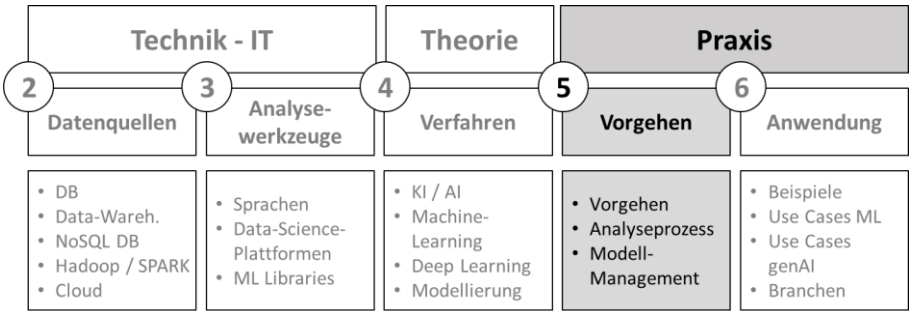 Technik - IT
Theorie
Praxis
2
3
4
5
6
Datenquellen
Analyse-
werkzeuge
Verfahren
Vorgehen
Anwendung
• DB
• Data-Wareh.
• NoSQL DB
• Hadoop / SPARK
• Cloud
• Sprachen
• Data-Science-
Plattformen
• ML Libraries
• KI / AI
• Machine-
Learning
• Deep Learning
• Modellierung
• Vorgehen
• Analyseprozess
• Modell-
Management
• Beispiele
• Use Cases ML
• Use Cases
genAI
• Branchen